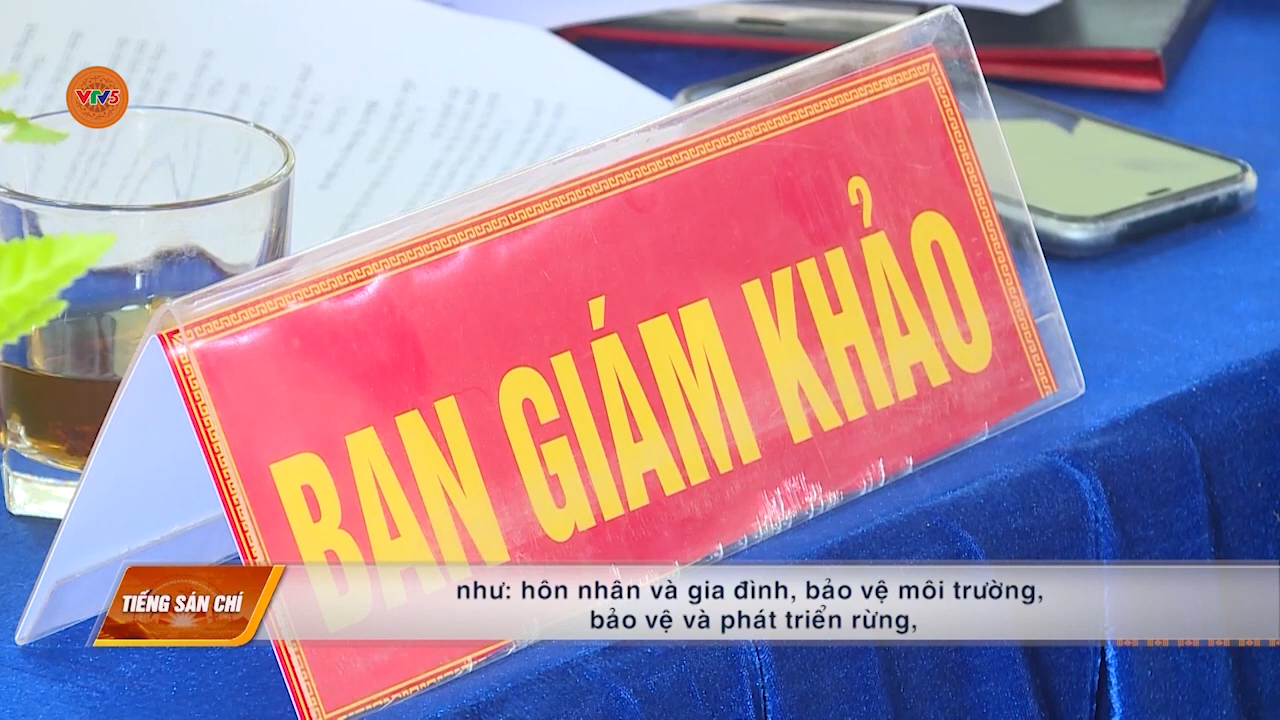 VTV5
BAN GIÁM KHẢO
TIẾNG SÁN CHÍ
như: hôn nhân và gia đình, bảo vệ môi trường,
bảo vệ và phát triển rừng,